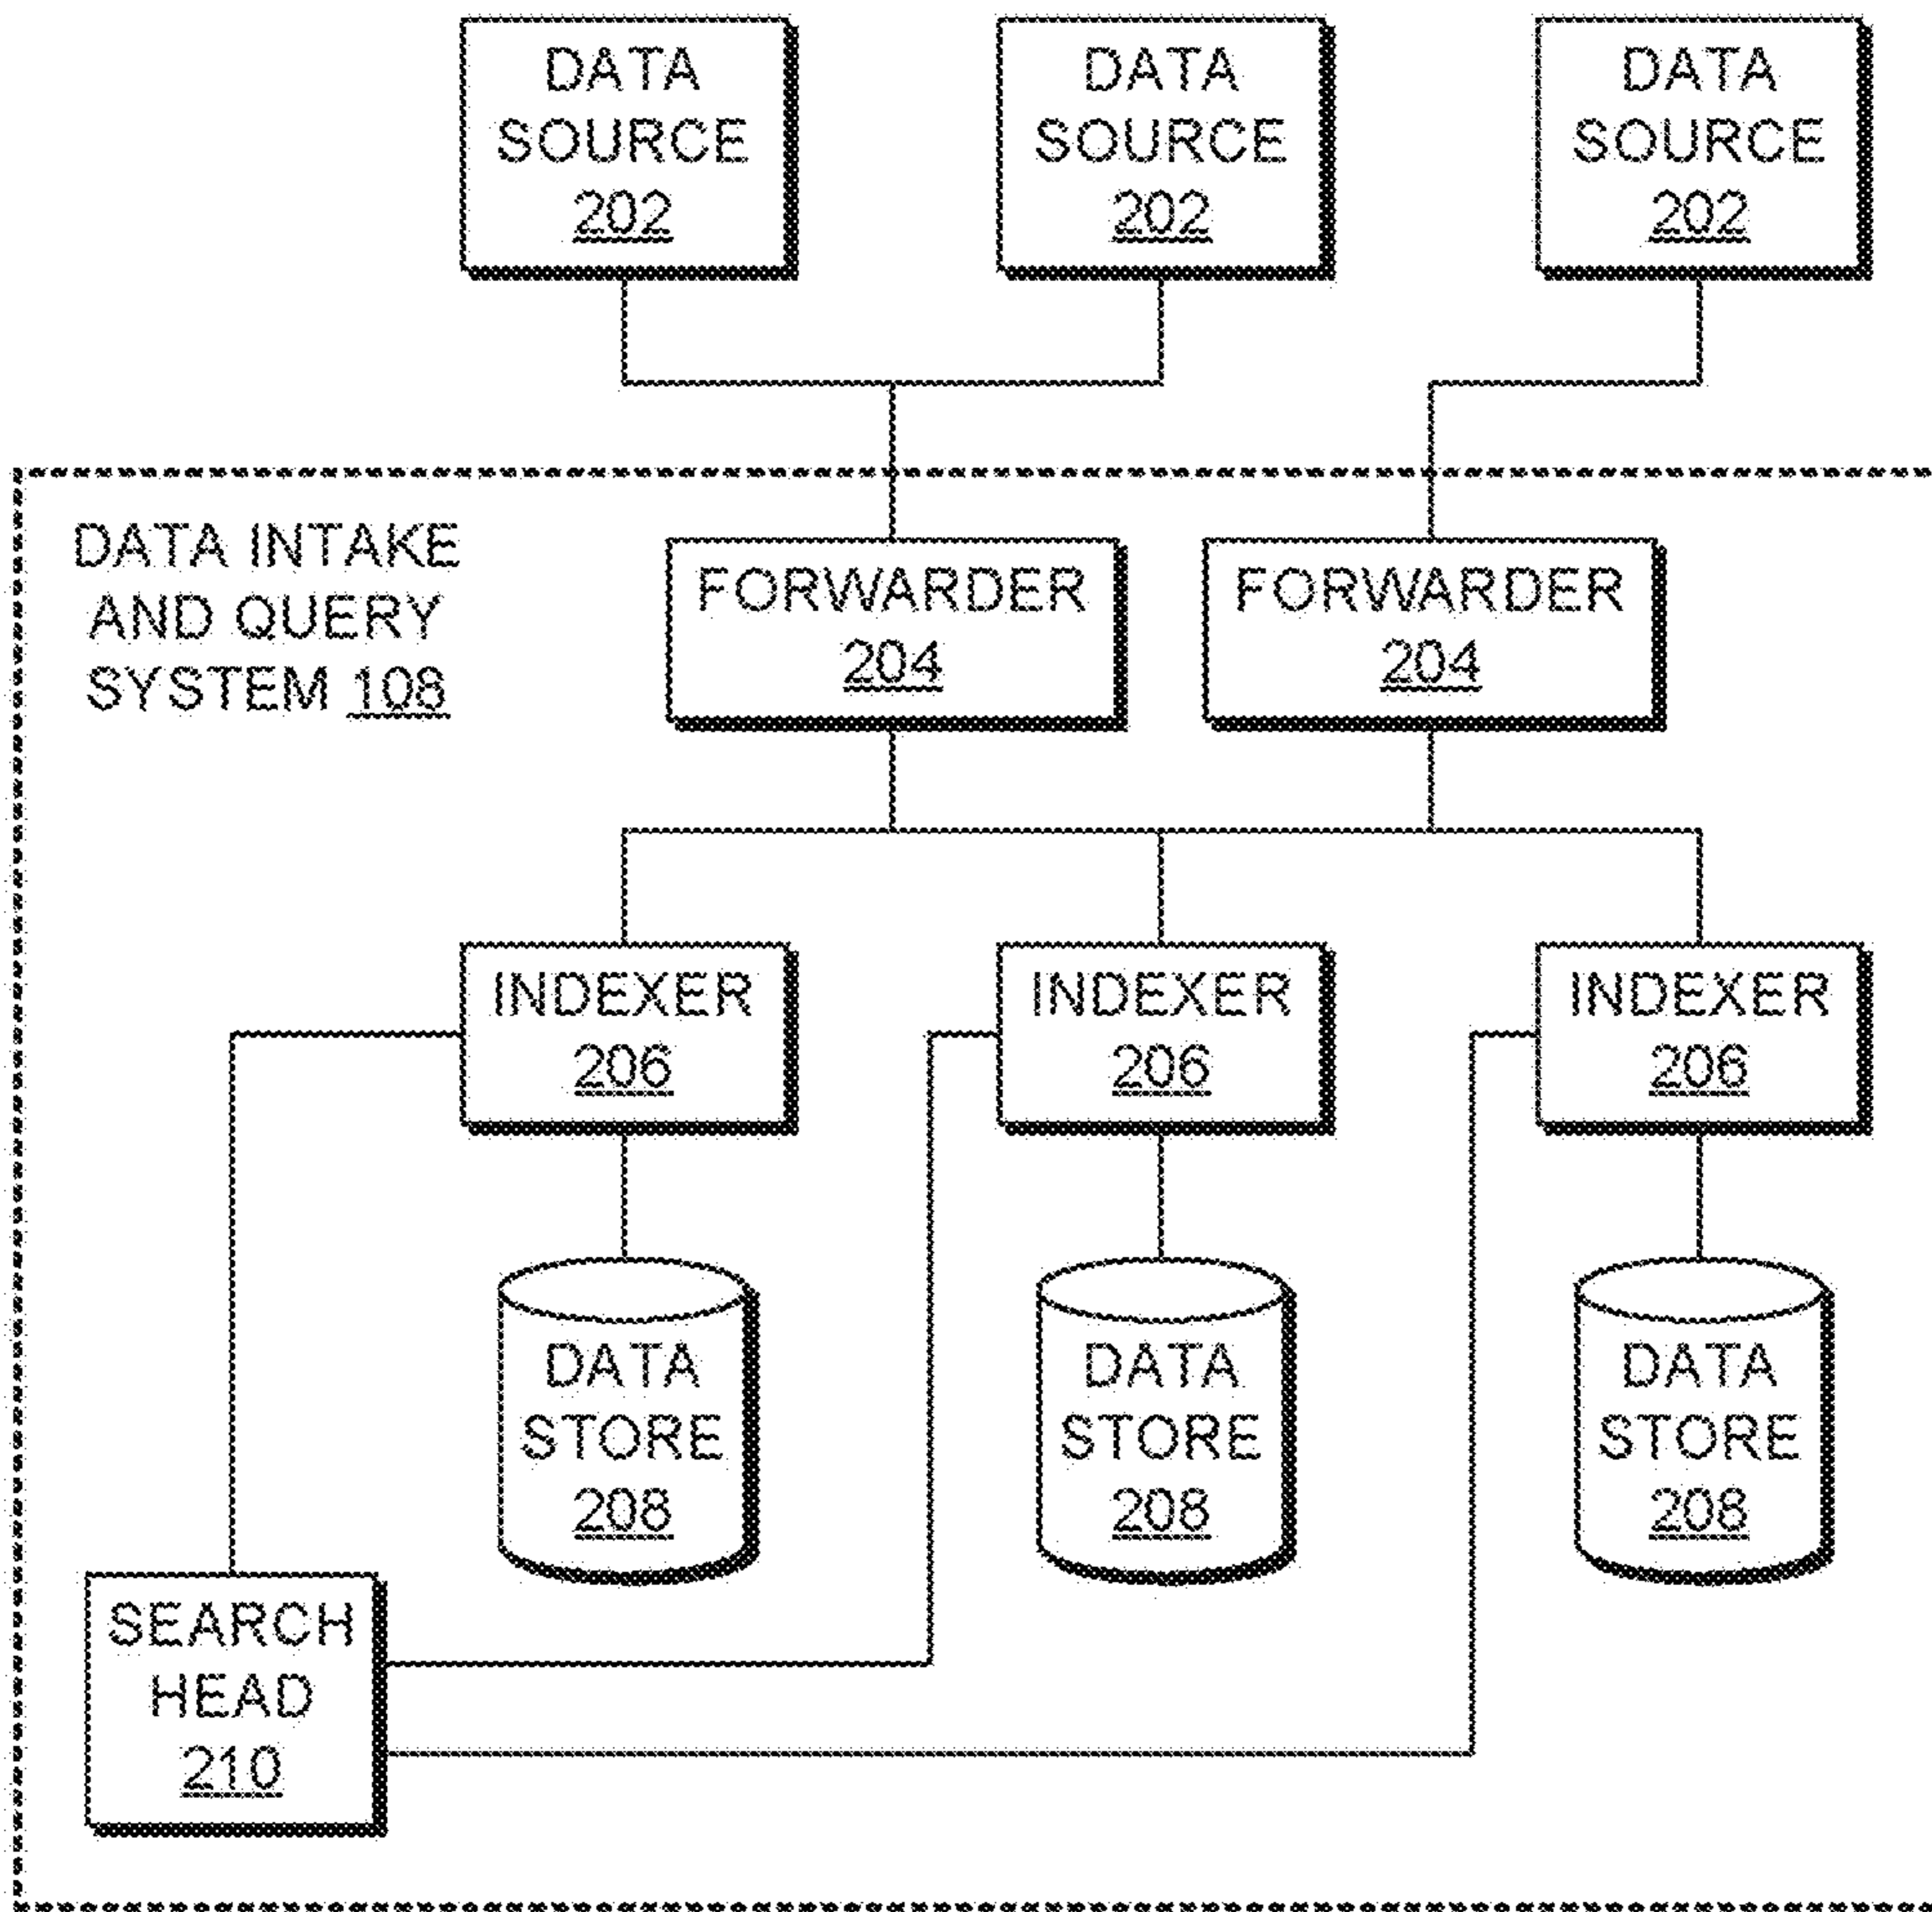 DATA
SOURCE
202
DATA
SOURCE
202
DATA
SOURCE
202
DATA INTAKE
AND QUERY
SYSTEM 108
FORWARDER
204
FORWARDER
204
INDEXER
206
INDEXER
206
INDEXER
206
DATA
STORE
208
DATA
STORE
208
DATA
STORE
208
SEARCH
HEAD
210